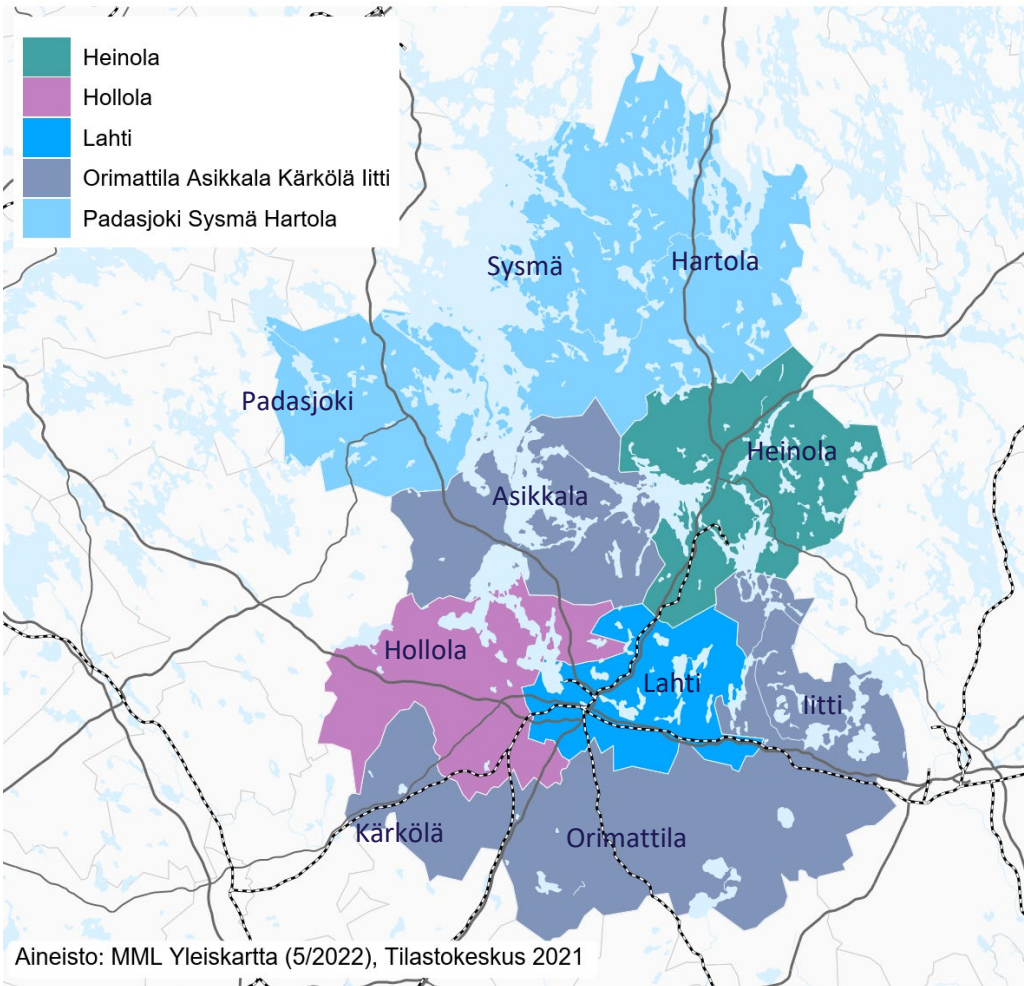 Heinola
Hollola
Lahti
Orimattila Asikkala Kärkölä Iitti
Padasjoki Sysmä Hartola
Sysmä
Hartola
Padasjoki
Heinola
Asikkala
Hollola
Lahti
Iitti
Kärkölä
Orimattila
Aineisto: MML Yleiskartta (5/2022), Tilastokeskus 2021